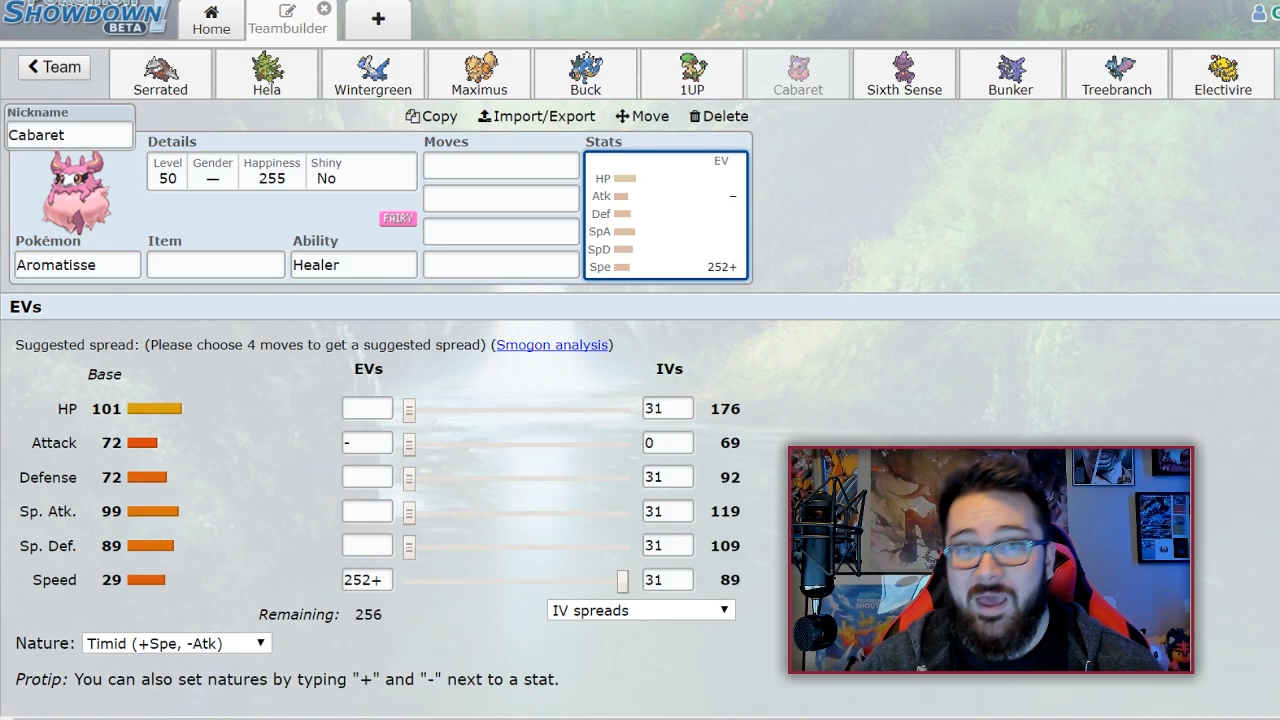 SHOWDOWN
BETA
Home
Teambuilder
+
Team
Serrated
Hela
Wintergreen
Maximus
Buck
1UP
Cabaret
Sixth Sense
Bunker
Treebranch
Electivire
Nickname
Cabaret
Copy
Import/Export
Move
Delete
Details
Level
50
Gender
—
Happiness
255
Shiny
No
FAIRY
Pokémon
Aromatisse
Item
Ability
Healer
Moves
Stats
EV
HP
Atk –
Def
SpA
SpD
Spe 252+
EVs
Suggested spread: (Please choose 4 moves to get a suggested spread) (Smogon analysis)
Base EVs IVs
HP 101 31 176
Attack 72 - 0 69
Defense 72 31 92
Sp. Atk. 99 31 119
Sp. Def. 89 31 109
Speed 29 252+ 31 89
Remaining: 256
IV spreads
Nature: Timid (+Spe, -Atk)
Protip: You can also set natures by typing "+" and "-" next to a stat.